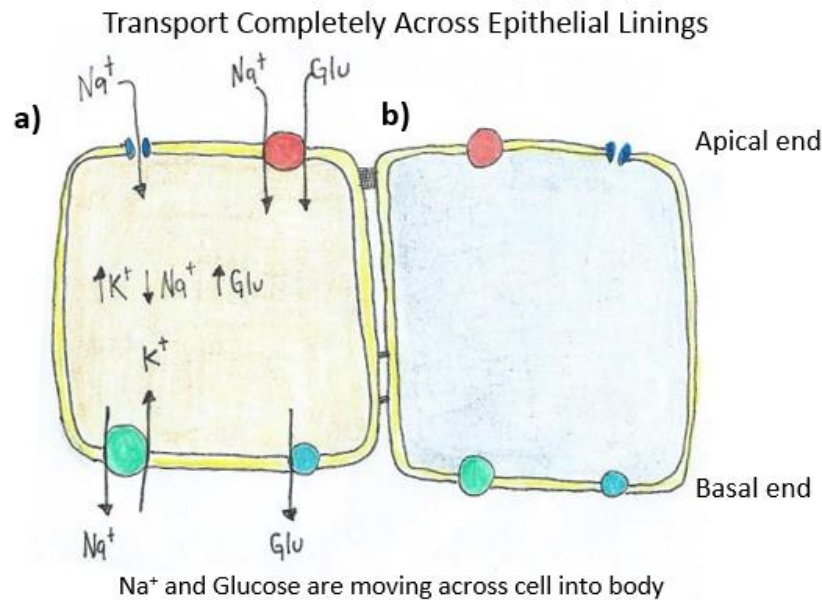 Transport Completely Across Epithelial Linings
Na⁺
Na⁺ Glu
a)
b)
Apical end
↑K⁺ ↓Na⁺ ↑Glu
K⁺
Basal end
Na⁺
Glu
Na⁺ and Glucose are moving across cell into body